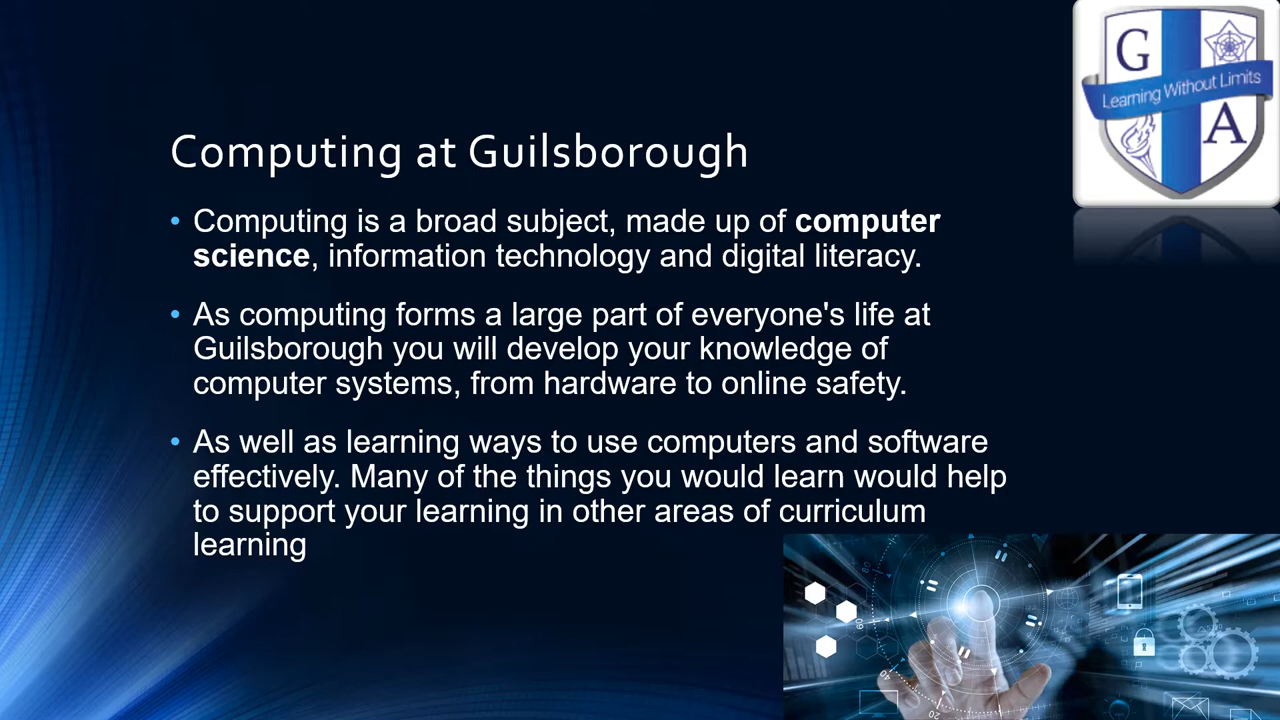 G
Learning Without Limits
A
Computing at Guilsborough
• Computing is a broad subject, made up of computer
science, information technology and digital literacy.
• As computing forms a large part of everyone's life at
Guilsborough you will develop your knowledge of
computer systems, from hardware to online safety.
• As well as learning ways to use computers and software
effectively. Many of the things you would learn would help
to support your learning in other areas of curriculum
learning
60
40
20